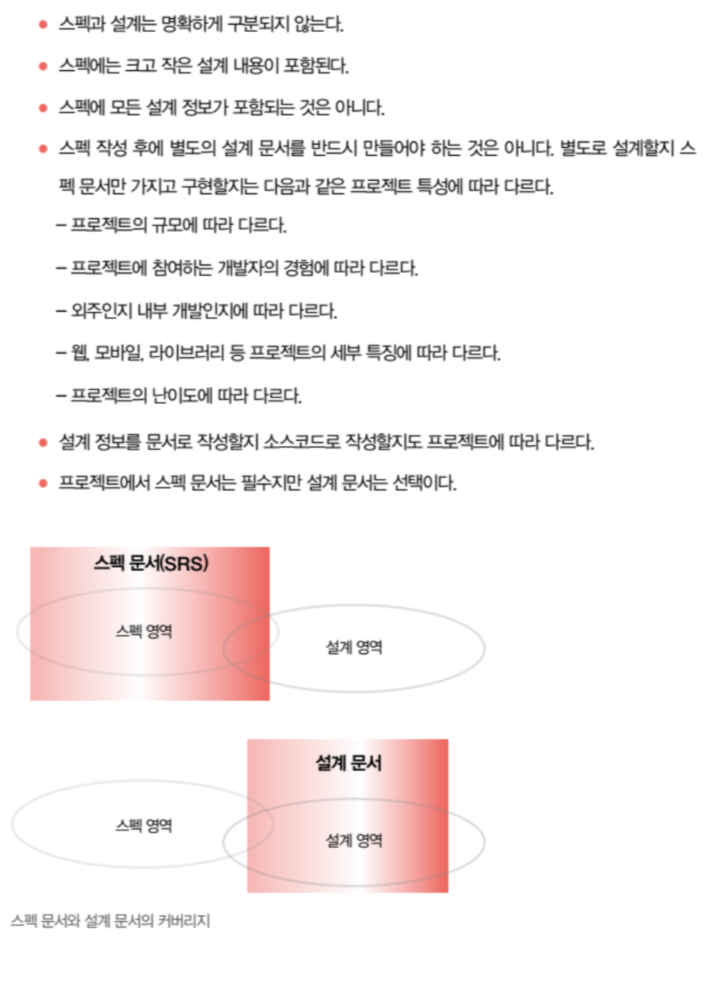 스펙과 설계는 명확하게 구분되지 않는다.
스펙에는 크고 작은 설계 내용이 포함된다.
스펙에 모든 설계 정보가 포함되는 것은 아니다.
스펙 작성 후에 별도의 설계 문서를 반드시 만들어야 하는 것은 아니다. 별도로 설계할지 스
펙 문서만 가지고 구현할지는 다음과 같은 프로젝트 특성에 따라 다르다.
– 프로젝트의 규모에 따라 다르다.
– 프로젝트에 참여하는 개발자의 경험에 따라 다르다.
– 외주인지 내부 개발인지에 따라 다르다.
– 웹, 모바일, 라이브러리 등 프로젝트의 세부 특징에 따라 다르다.
– 프로젝트의 난이도에 따라 다르다.
설계 정보를 문서로 작성할지 소스코드로 작성할지도 프로젝트에 따라 다르다.
프로젝트에서 스펙 문서는 필수지만 설계 문서는 선택이다.
스펙 문서(SRS)
스펙 영역
설계 영역
설계 문서
스펙 영역
설계 영역
스펙 문서와 설계 문서의 커버리지